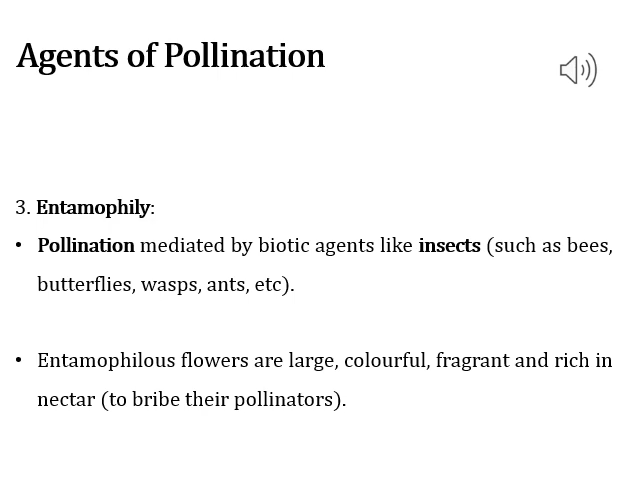 Agents of Pollination
3. Entamophily:
• Pollination mediated by biotic agents like insects (such as bees,
butterflies, wasps, ants, etc).
• Entamophilous flowers are large, colourful, fragrant and rich in
nectar (to bribe their pollinators).